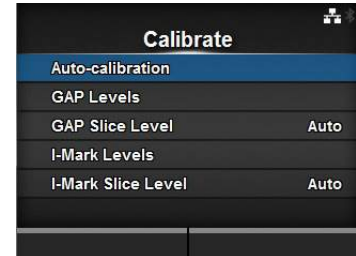 Calibrate
Auto-calibration
GAP Levels
GAP Slice Level Auto
I-Mark Levels
I-Mark Slice Level Auto